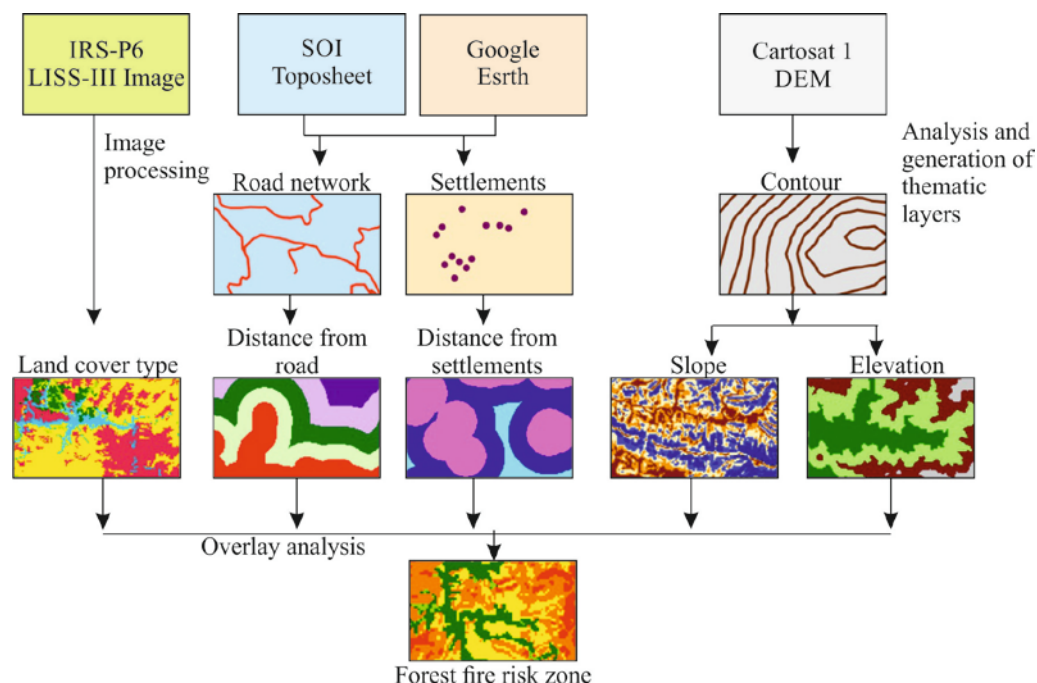 IRS-P6
LISS-III Image
SOI
Toposheet
Google
Esrth
Cartosat 1
DEM
Image
processing
Analysis and
generation of
thematic
layers
Road network
Settlements
Contour
Land cover type
Distance from
road
Distance from
settlements
Slope
Elevation
Overlay analysis
Forest fire risk zone